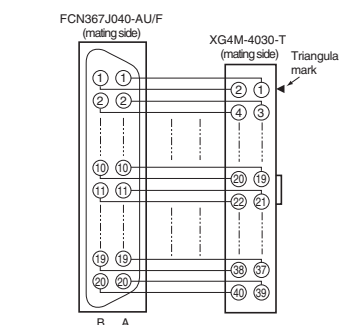 FCN367J040-AU/F
(mating side)
XG4M-4030-T
(mating side)
Triangula
mark
1 1
2 1
2 2
4 3
10 10
20 19
11 11
22 21
19 19
38 37
20 20
40 39
B A